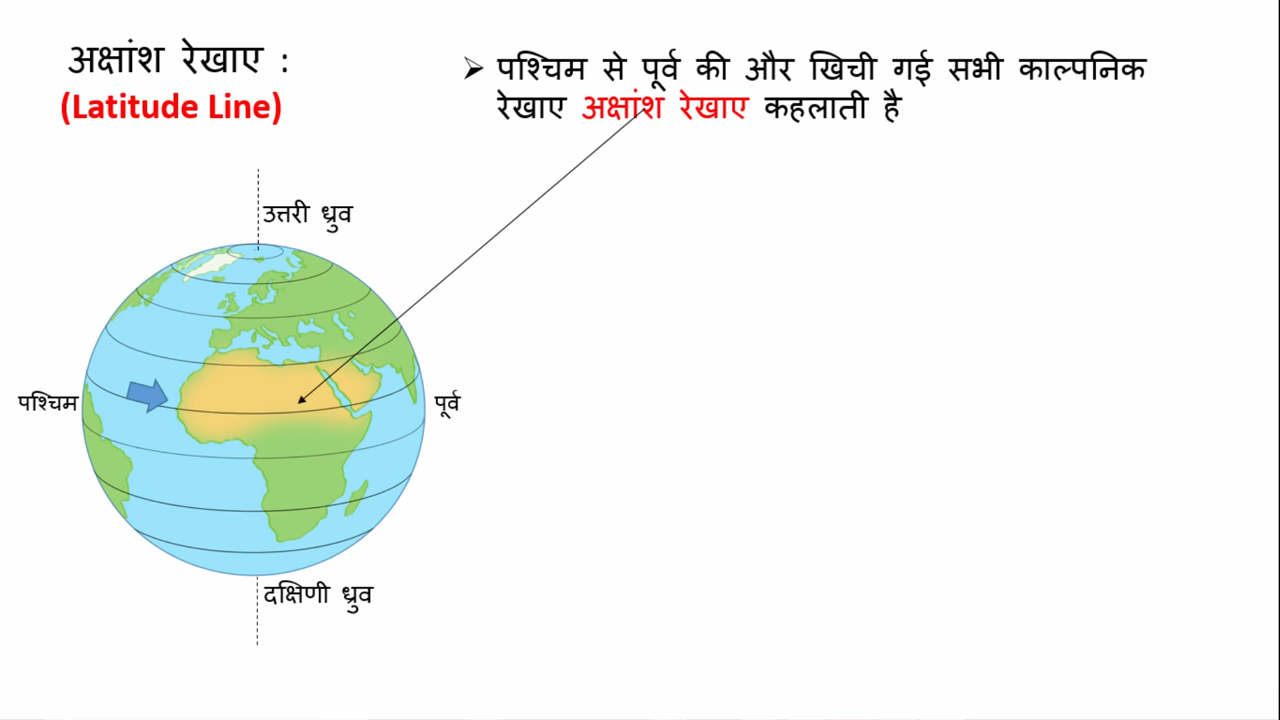 अक्षांश रेखाए :
(Latitude Line)
➢ पश्चिम से पूर्व की और खिची गई सभी काल्पनिक
रेखाए अक्षांश रेखाए कहलाती है
उत्तरी ध्रुव
पश्चिम
पूर्व
दक्षिणी ध्रुव